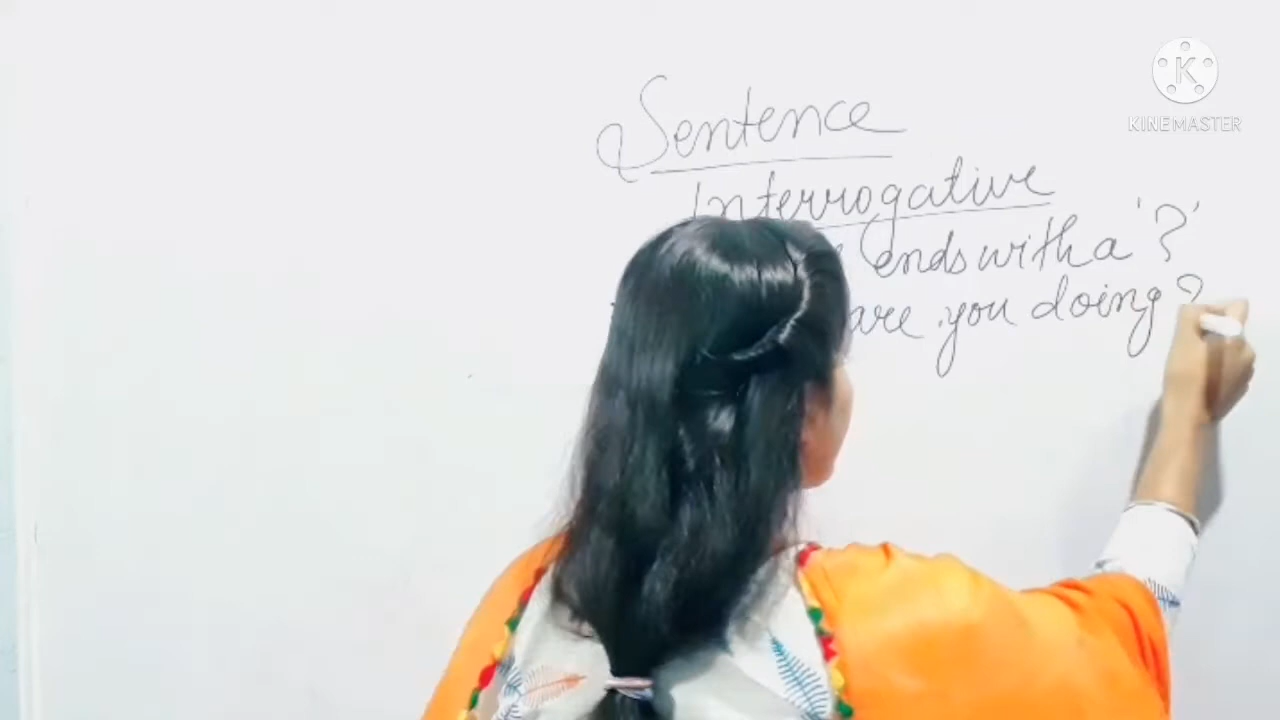 Sentence
Interrogative
ends with a '?'
are you doing?
KINEMASTER